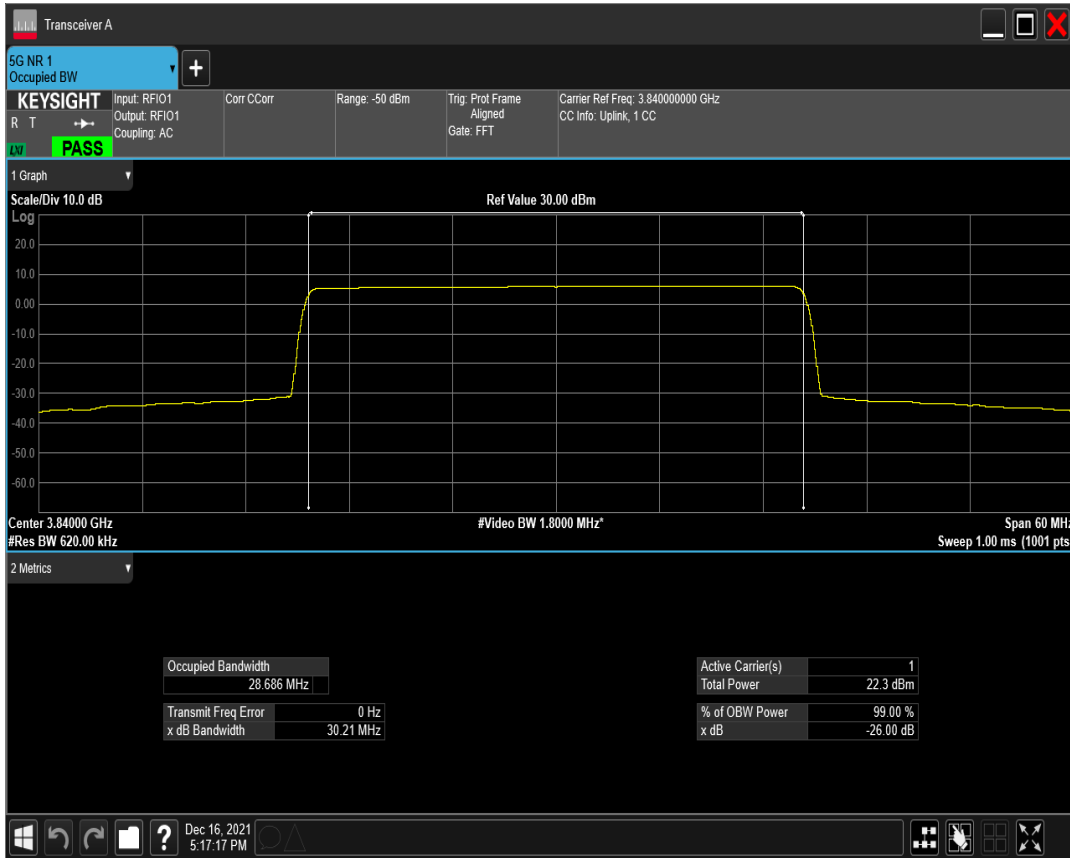 Transceiver A
5G NR 1
Occupied BW
+
KEYSIGHT
R T
LXI
PASS
Input: RFIO1
Output: RFIO1
Coupling: AC
Corr CCorr
Range: -50 dBm
Trig: Prot Frame
Aligned
Gate: FFT
Carrier Ref Freq: 3.840000000 GHz
CC Info: Uplink, 1 CC
1 Graph
Scale/Div 10.0 dB
Ref Value 30.00 dBm
Log
20.0
10.0
0.00
-10.0
-20.0
-30.0
-40.0
-50.0
-60.0
Center 3.84000 GHz
#Video BW 1.8000 MHz*
Span 60 MHz
#Res BW 620.00 kHz
Sweep 1.00 ms (1001 pts
2 Metrics
Occupied Bandwidth
28.686 MHz
Transmit Freq Error 0 Hz
x dB Bandwidth 30.21 MHz
Active Carrier(s) 1
Total Power 22.3 dBm
% of OBW Power 99.00 %
x dB -26.00 dB
?
Dec 16, 2021
5:17:17 PM